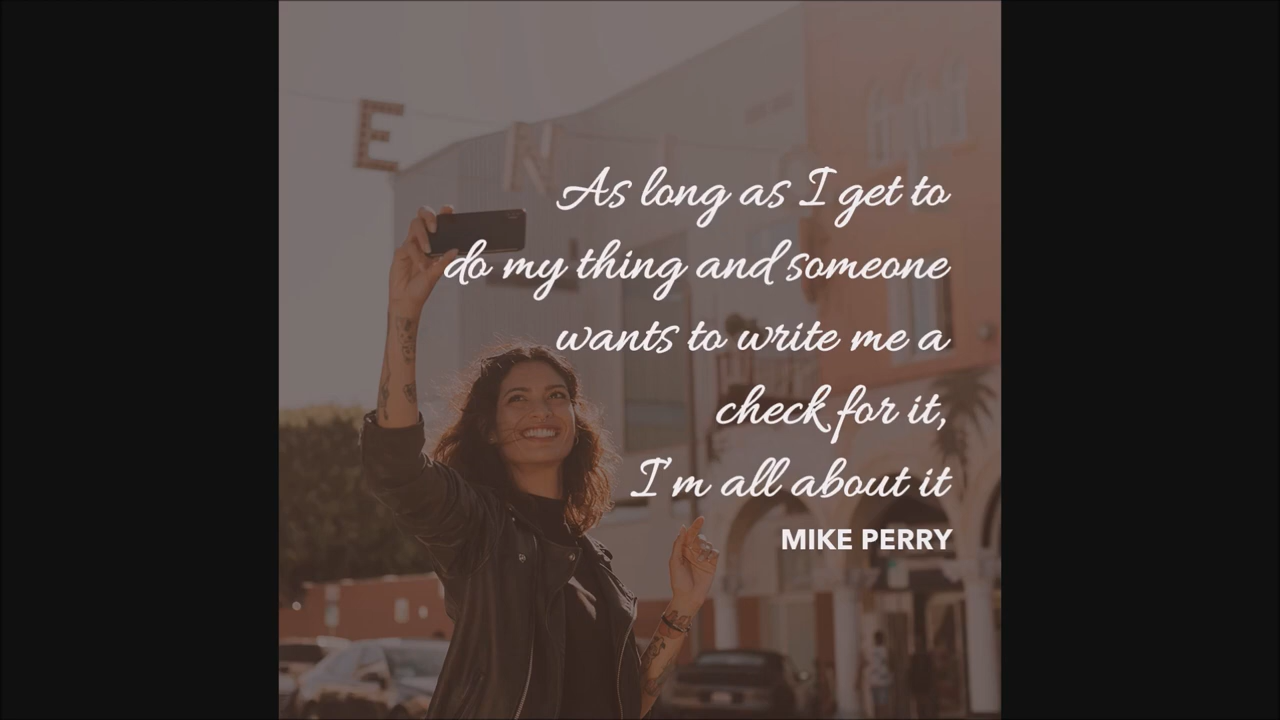 E N
As long as I get to
do my thing and someone
wants to write me a
check for it,
I'm all about it
MIKE PERRY